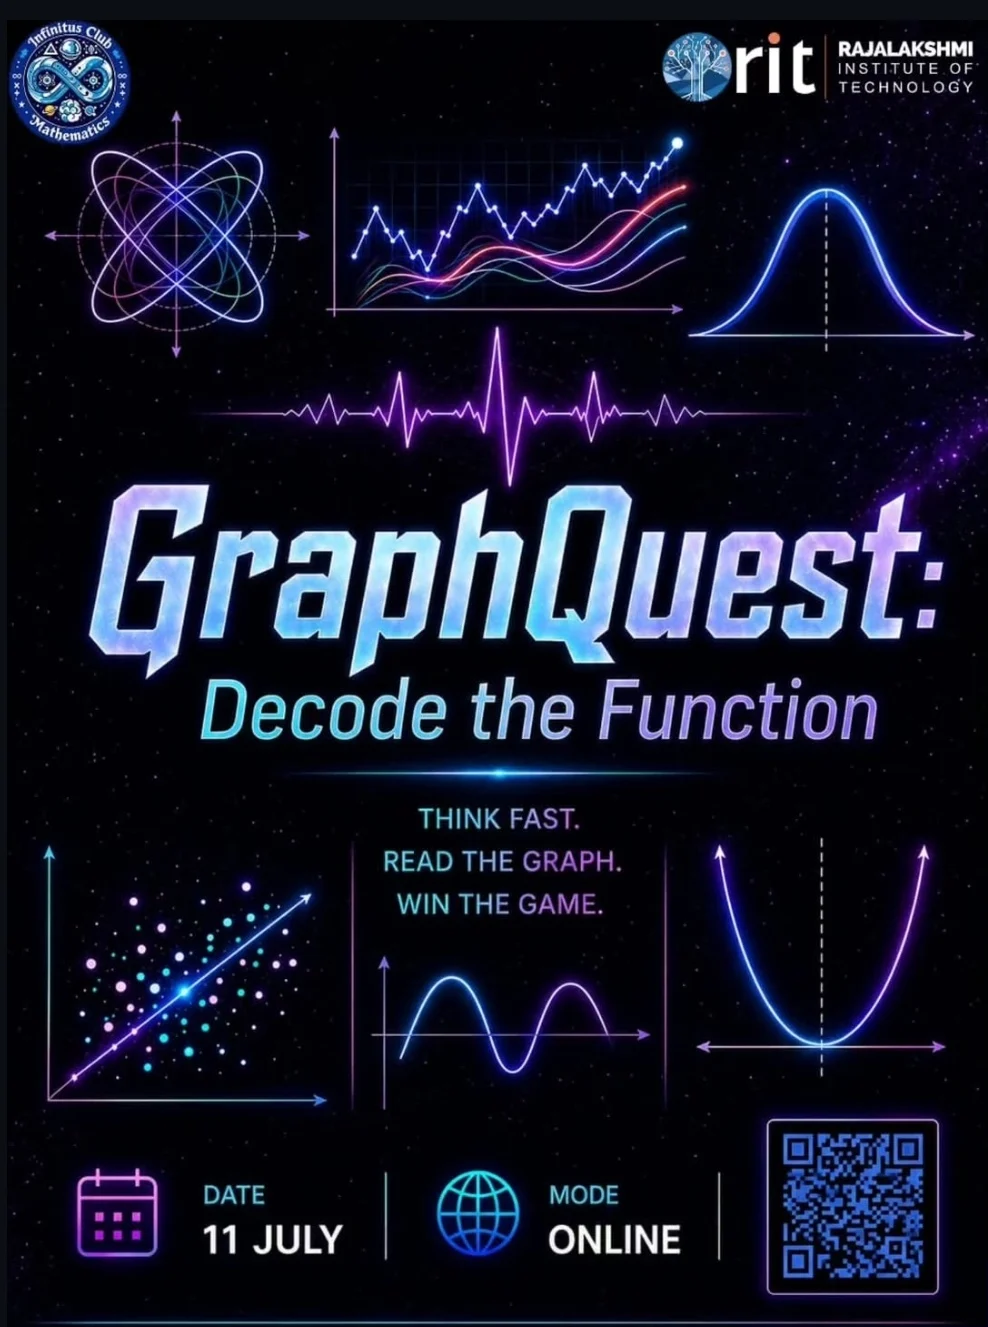 Infinitus Club
Mathematics
rit
RAJALAKSHMI
INSTITUTE OF
TECHNOLOGY
GraphQuest:
Decode the Function
THINK FAST.
READ THE GRAPH.
WIN THE GAME.
DATE
11 JULY
MODE
ONLINE